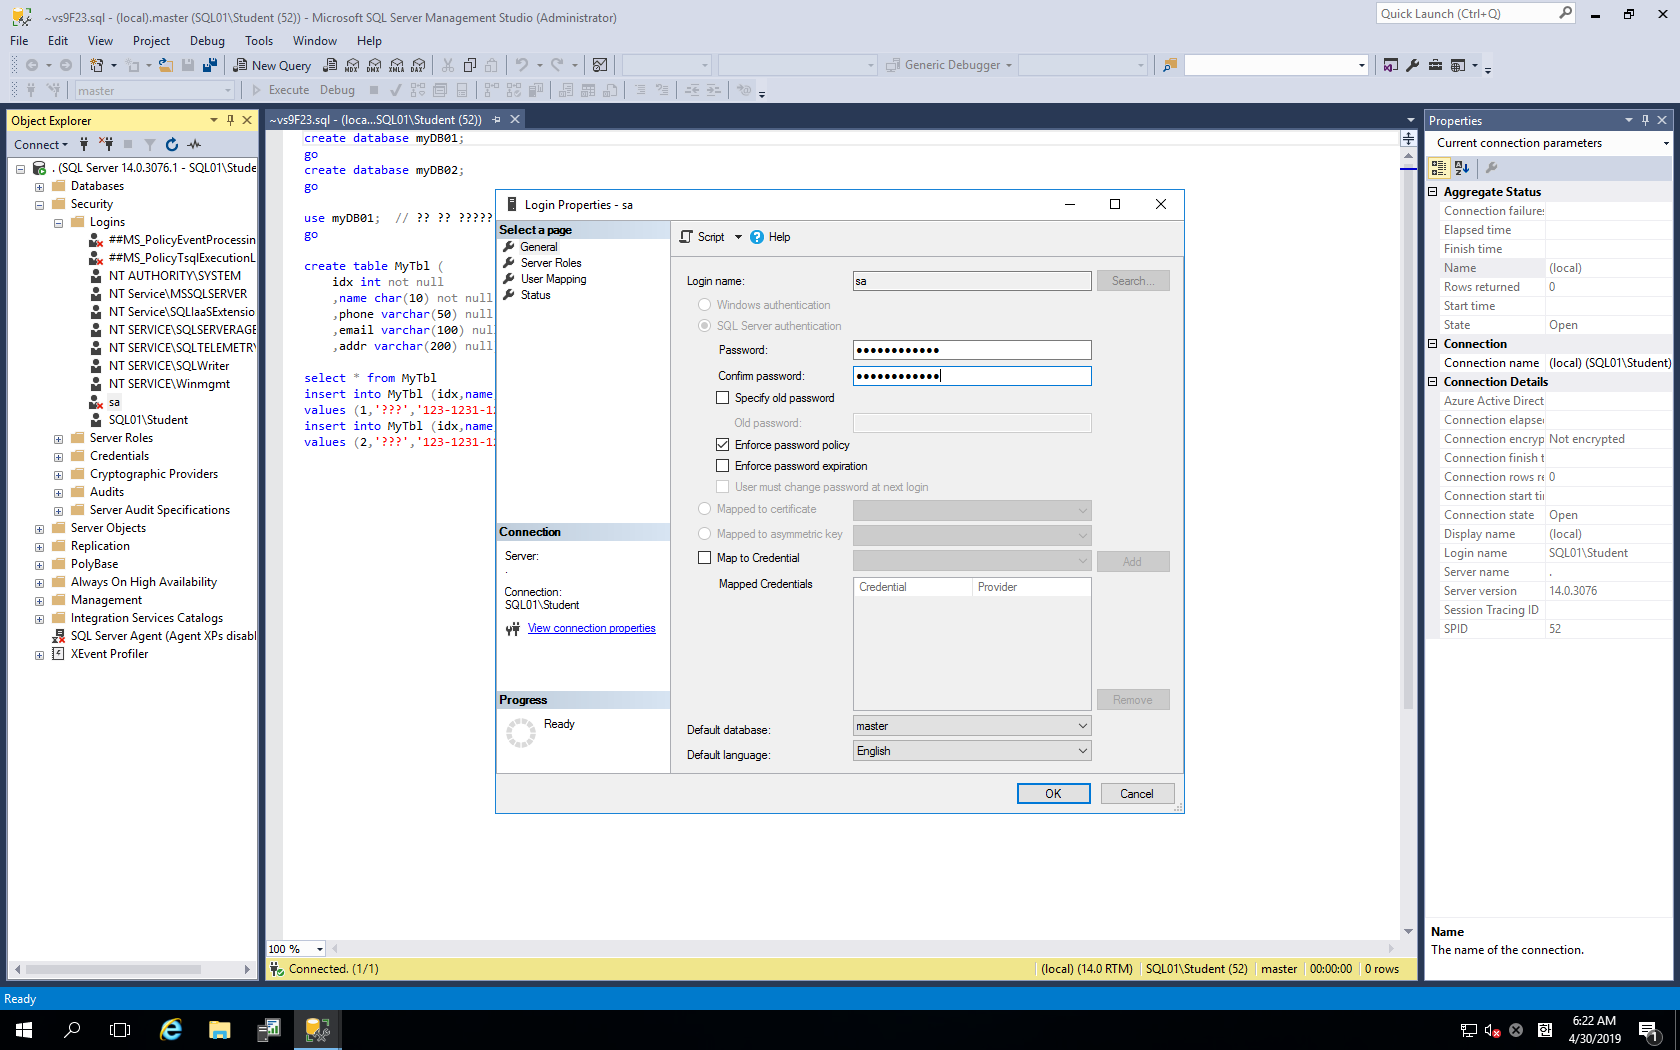 ~vs9F23.sql - (local).master (SQL01\Student (52)) - Microsoft SQL Server Management Studio (Administrator)
Quick Launch (Ctrl+Q)
File Edit View Project Debug Tools Window Help
New Query
MDX DMX XMLA DAX
Generic Debugger
master
Execute Debug
Object Explorer
Connect
. (SQL Server 14.0.3076.1 - SQL01\Stude
Databases
Security
Logins
##MS_PolicyEventProcessin
##MS_PolicyTsqlExecutionL
NT AUTHORITY\SYSTEM
NT Service\MSSQLSERVER
NT Service\SQLIaaSExtensio
NT SERVICE\SQLSERVERAGE
NT SERVICE\SQLTELEMETRY
NT SERVICE\SQLWriter
NT SERVICE\Winmgmt
sa
SQL01\Student
Server Roles
Credentials
Cryptographic Providers
Audits
Server Audit Specifications
Server Objects
Replication
PolyBase
Always On High Availability
Management
Integration Services Catalogs
SQL Server Agent (Agent XPs disabl
XEvent Profiler
~vs9F23.sql - (loca...SQL01\Student (52))
create database myDB01;
go
create database myDB02;
go
use myDB01; // ?? ?? ?????
go
create table MyTbl (
idx int not null
,name char(10) not null
,phone varchar(50) null
,email varchar(100) nul
,addr varchar(200) null
select * from MyTbl
insert into MyTbl (idx,name
values (1,'???','123-1231-12
insert into MyTbl (idx,name
values (2,'???','123-1231-12
100 %
Connected. (1/1)
(local) (14.0 RTM) SQL01\Student (52) master 00:00:00 0 rows
Login Properties - sa
Select a page
General
Server Roles
User Mapping
Status
Connection
Server:
.
Connection:
SQL01\Student
View connection properties
Progress
Ready
Script Help
Login name: sa Search...
Windows authentication
SQL Server authentication
Password: ●●●●●●●●●●●●
Confirm password: ●●●●●●●●●●●●
Specify old password
Old password:
Enforce password policy
Enforce password expiration
User must change password at next login
Mapped to certificate
Mapped to asymmetric key
Map to Credential Add
Mapped Credentials Credential Provider
Remove
Default database: master
Default language: English
OK Cancel
Properties
Current connection parameters
Aggregate Status
Connection failures
Elapsed time
Finish time
Name (local)
Rows returned 0
Start time
State Open
Connection
Connection name (local) (SQL01\Student)
Connection Details
Azure Active Direct
Connection elapse
Connection encryp Not encrypted
Connection finish t
Connection rows re 0
Connection start tir
Connection state Open
Display name (local)
Login name SQL01\Student
Server name .
Server version 14.0.3076
Session Tracing ID
SPID 52
Name
The name of the connection.
Ready
6:22 AM
4/30/2019
1